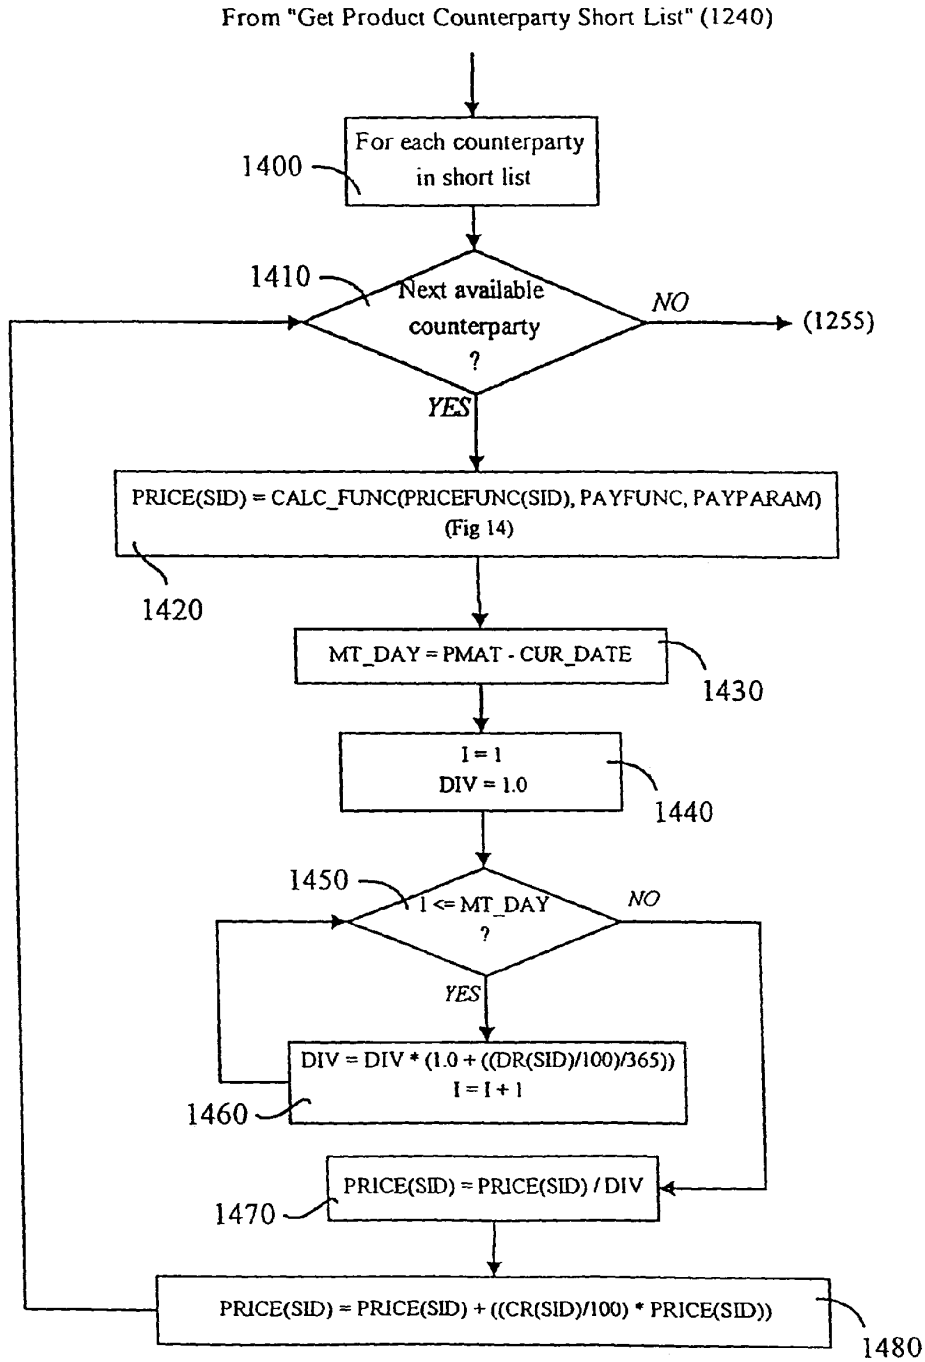 From "Get Product Counterparty Short List" (1240)
For each counterparty
in short list
1400
1410
Next available
counterparty
?
NO
(1255)
YES
PRICE(SID) = CALC_FUNC(PRICEFUNC(SID), PAYFUNC, PAYPARAM)
(Fig 14)
1420
MT_DAY = PMAT - CUR_DATE
1430
I = 1
DIV = 1.0
1440
1450
I <= MT_DAY
?
NO
YES
DIV = DIV * (1.0 + ((DR(SID)/100)/365))
I = I + 1
1460
PRICE(SID) = PRICE(SID) / DIV
1470
PRICE(SID) = PRICE(SID) + ((CR(SID)/100) * PRICE(SID))
1480